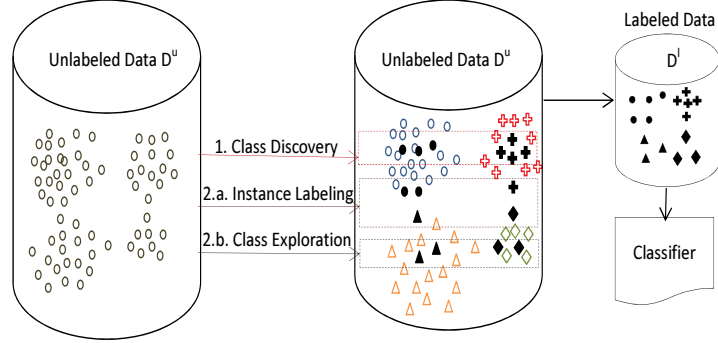 Unlabeled Data D^u
Unlabeled Data D^u
Labeled Data
D^l
1. Class Discovery
2.a. Instance Labeling
2.b. Class Exploration
Classifier